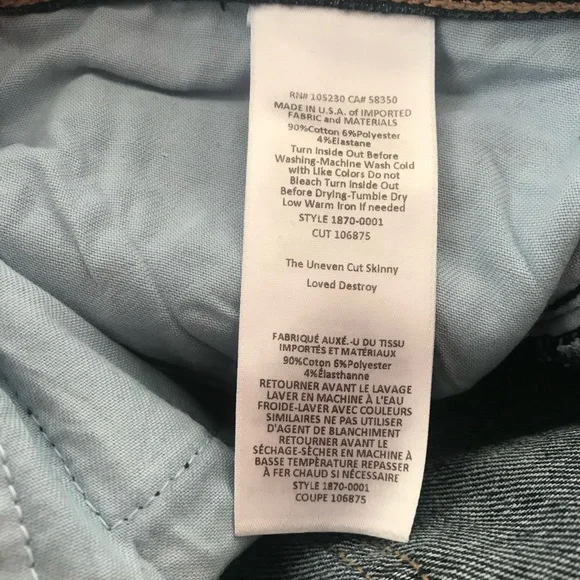 RN# 105230 CA# 58350
MADE IN U.S.A. of IMPORTED
FABRIC and MATERIALS
90%Cotton 6%Polyester
4%Elastane
Turn Inside Out Before
Washing-Machine Wash Cold
with Like Colors Do not
Bleach Turn Inside Out
Before Drying-Tumble Dry
Low Warm Iron If needed
STYLE 1870-0001
CUT 106875
The Uneven Cut Skinny
Loved Destroy
FABRIQUÉ AUXÉ.-U DU TISSU
IMPORTÉS ET MATÉRIAUX
90%Coton 6%Polyester
4%Élasthanne
RETOURNER AVANT LE LAVAGE
LAVER EN MACHINE À L'EAU
FROIDE-LAVER AVEC COULEURS
SIMILAIRES NE PAS UTILISER
D'AGENT DE BLANCHIMENT
RETOURNER AVANT LE
SÉCHAGE-SÈCHER EN MACHINE À
BASSE TEMPÈRATURE REPASSER
À FER CHAUD SI NÉCESSAIRE
STYLE 1870-0001
COUPE 106875